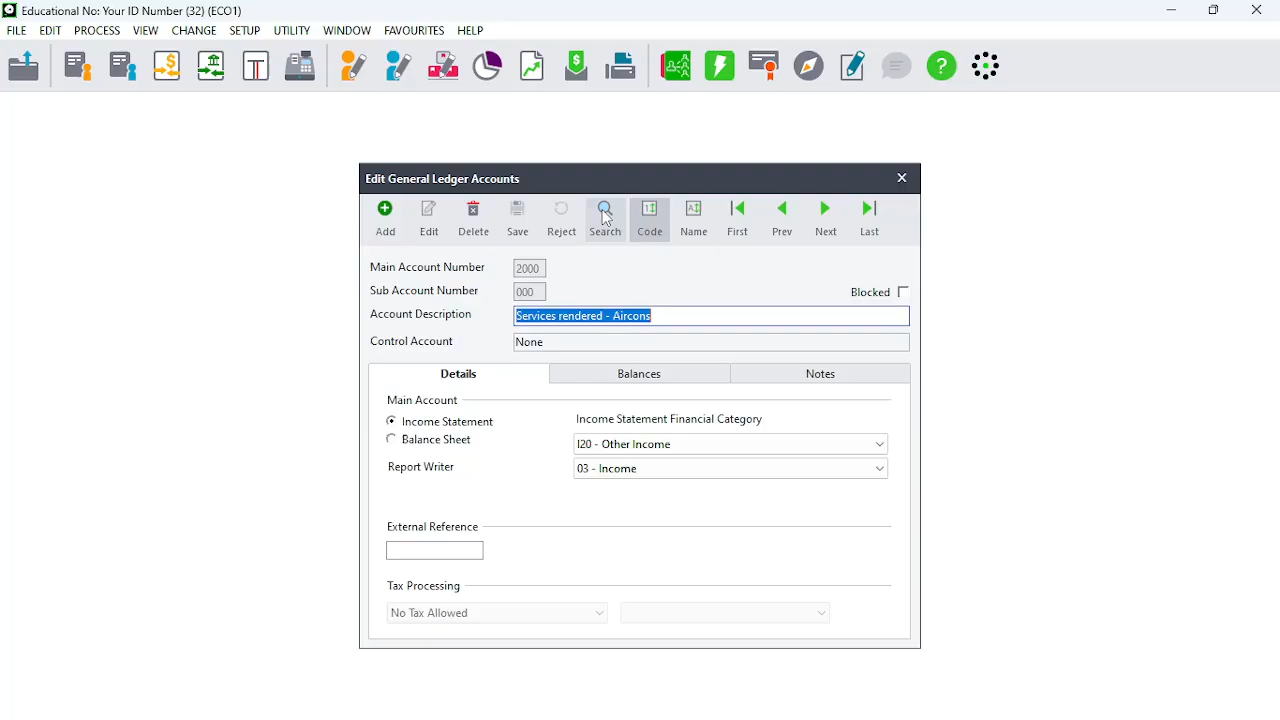 Educational No: Your ID Number (32) (ECO1)
FILE EDIT PROCESS VIEW CHANGE SETUP UTILITY WINDOW FAVOURITES HELP
Edit General Ledger Accounts
Add Edit Delete Save Reject Search Code Name First Prev Next Last
Main Account Number 2000
Sub Account Number 000 Blocked
Account Description Services rendered - Aircons
Control Account None
Details Balances Notes
Main Account
Income Statement Income Statement Financial Category
Balance Sheet I20 - Other Income
Report Writer 03 - Income
External Reference
Tax Processing
No Tax Allowed